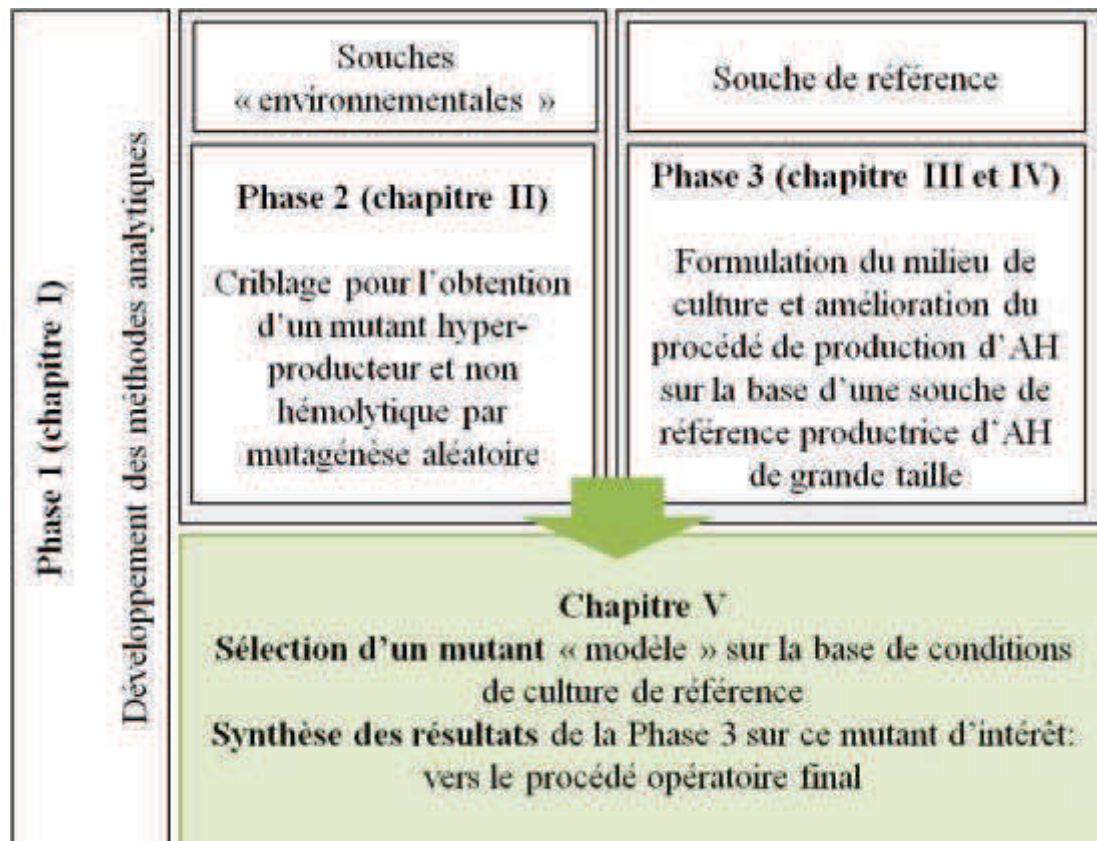 Phase 1 (chapitre I)
Développement des méthodes analytiques
Souches
« environnementales »
Souche de référence
Phase 2 (chapitre II)
Criblage pour l'obtention
d'un mutant hyper-
producteur et non
hémolytique par
mutagénèse aléatoire
Phase 3 (chapitre III et IV)
Formulation du milieu de
culture et amélioration du
procédé de production d'AH
sur la base d'une souche de
référence productrice d'AH
de grande taille
Chapitre V
Sélection d'un mutant « modèle » sur la base de conditions
de culture de référence
Synthèse des résultats de la Phase 3 sur ce mutant d'intérêt:
vers le procédé opératoire final